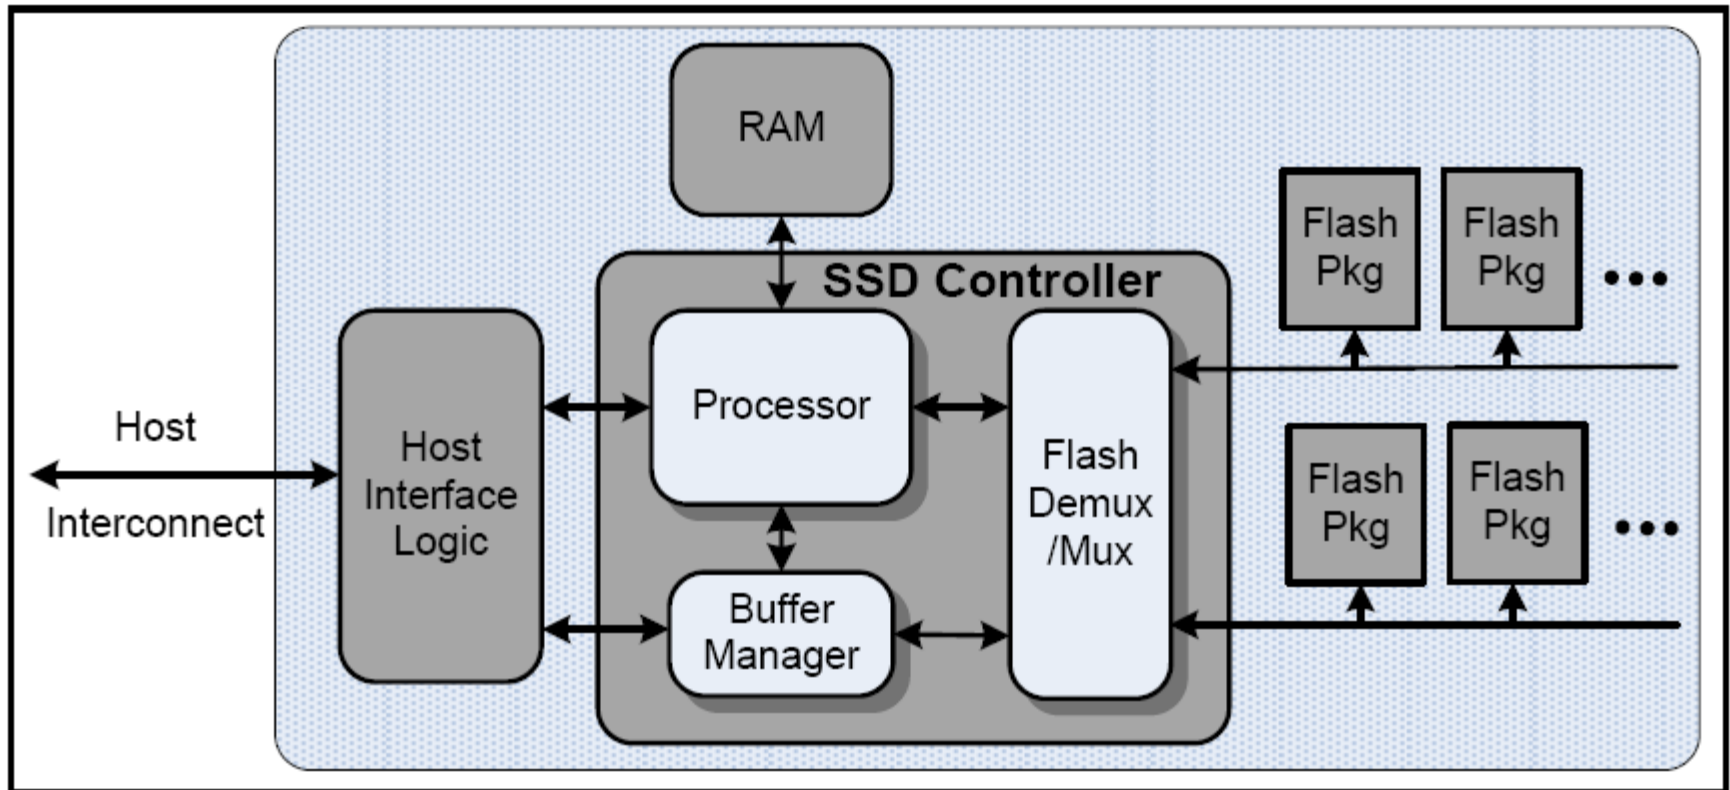 RAM
SSD Controller
Flash
Pkg
Flash
Pkg
Processor
Host
Interconnect
Host
Interface
Logic
Flash
Demux
/Mux
Flash
Pkg
Flash
Pkg
Buffer
Manager